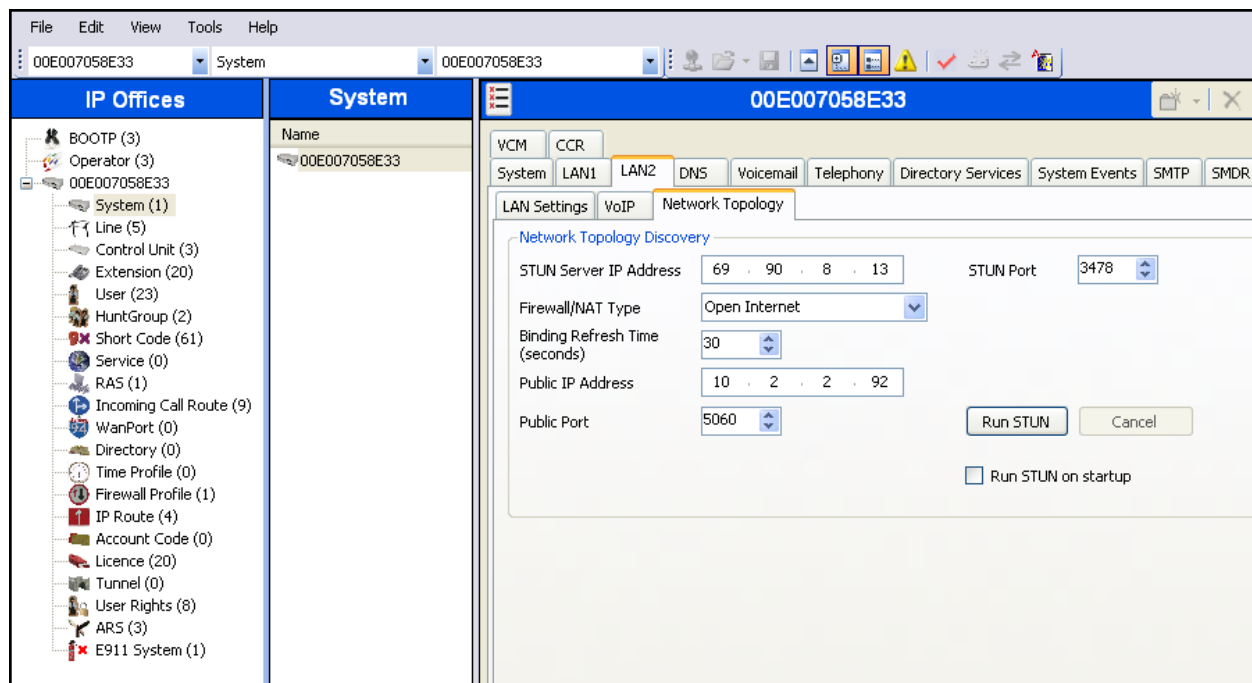 File Edit View Tools Help
00E007058E33 System 00E007058E33
IP Offices
BOOTP (3)
Operator (3)
00E007058E33
System (1)
Line (5)
Control Unit (3)
Extension (20)
User (23)
HuntGroup (2)
Short Code (61)
Service (0)
RAS (1)
Incoming Call Route (9)
WanPort (0)
Directory (0)
Time Profile (0)
Firewall Profile (1)
IP Route (4)
Account Code (0)
Licence (20)
Tunnel (0)
User Rights (8)
ARS (3)
E911 System (1)
System
Name
00E007058E33
00E007058E33
VCM CCR
System LAN1 LAN2 DNS Voicemail Telephony Directory Services System Events SMTP SMDR
LAN Settings VoIP Network Topology
Network Topology Discovery
STUN Server IP Address 69 . 90 . 8 . 13 STUN Port 3478
Firewall/NAT Type Open Internet
Binding Refresh Time
(seconds) 30
Public IP Address 10 . 2 . 2 . 92
Public Port 5060 Run STUN Cancel
Run STUN on startup